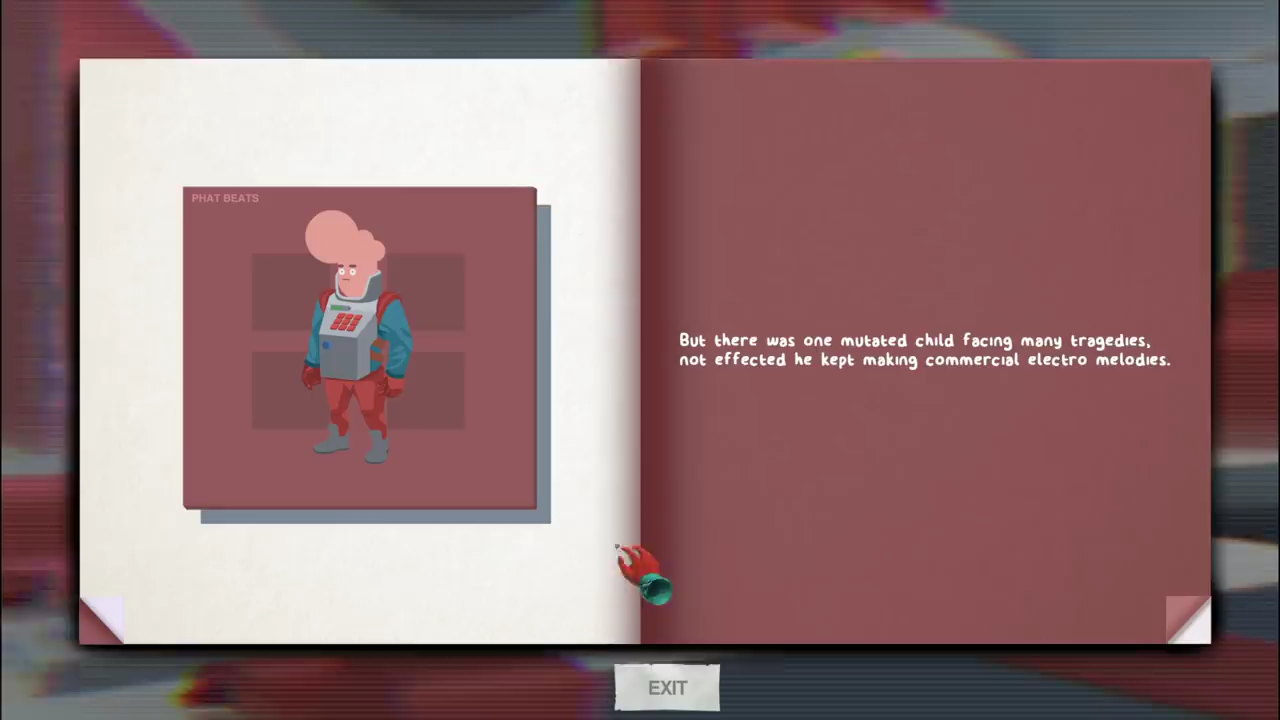 PHAT BEATS
But there was one mutated child facing many tragedies,
not effected he kept making commercial electro melodies.
EXIT